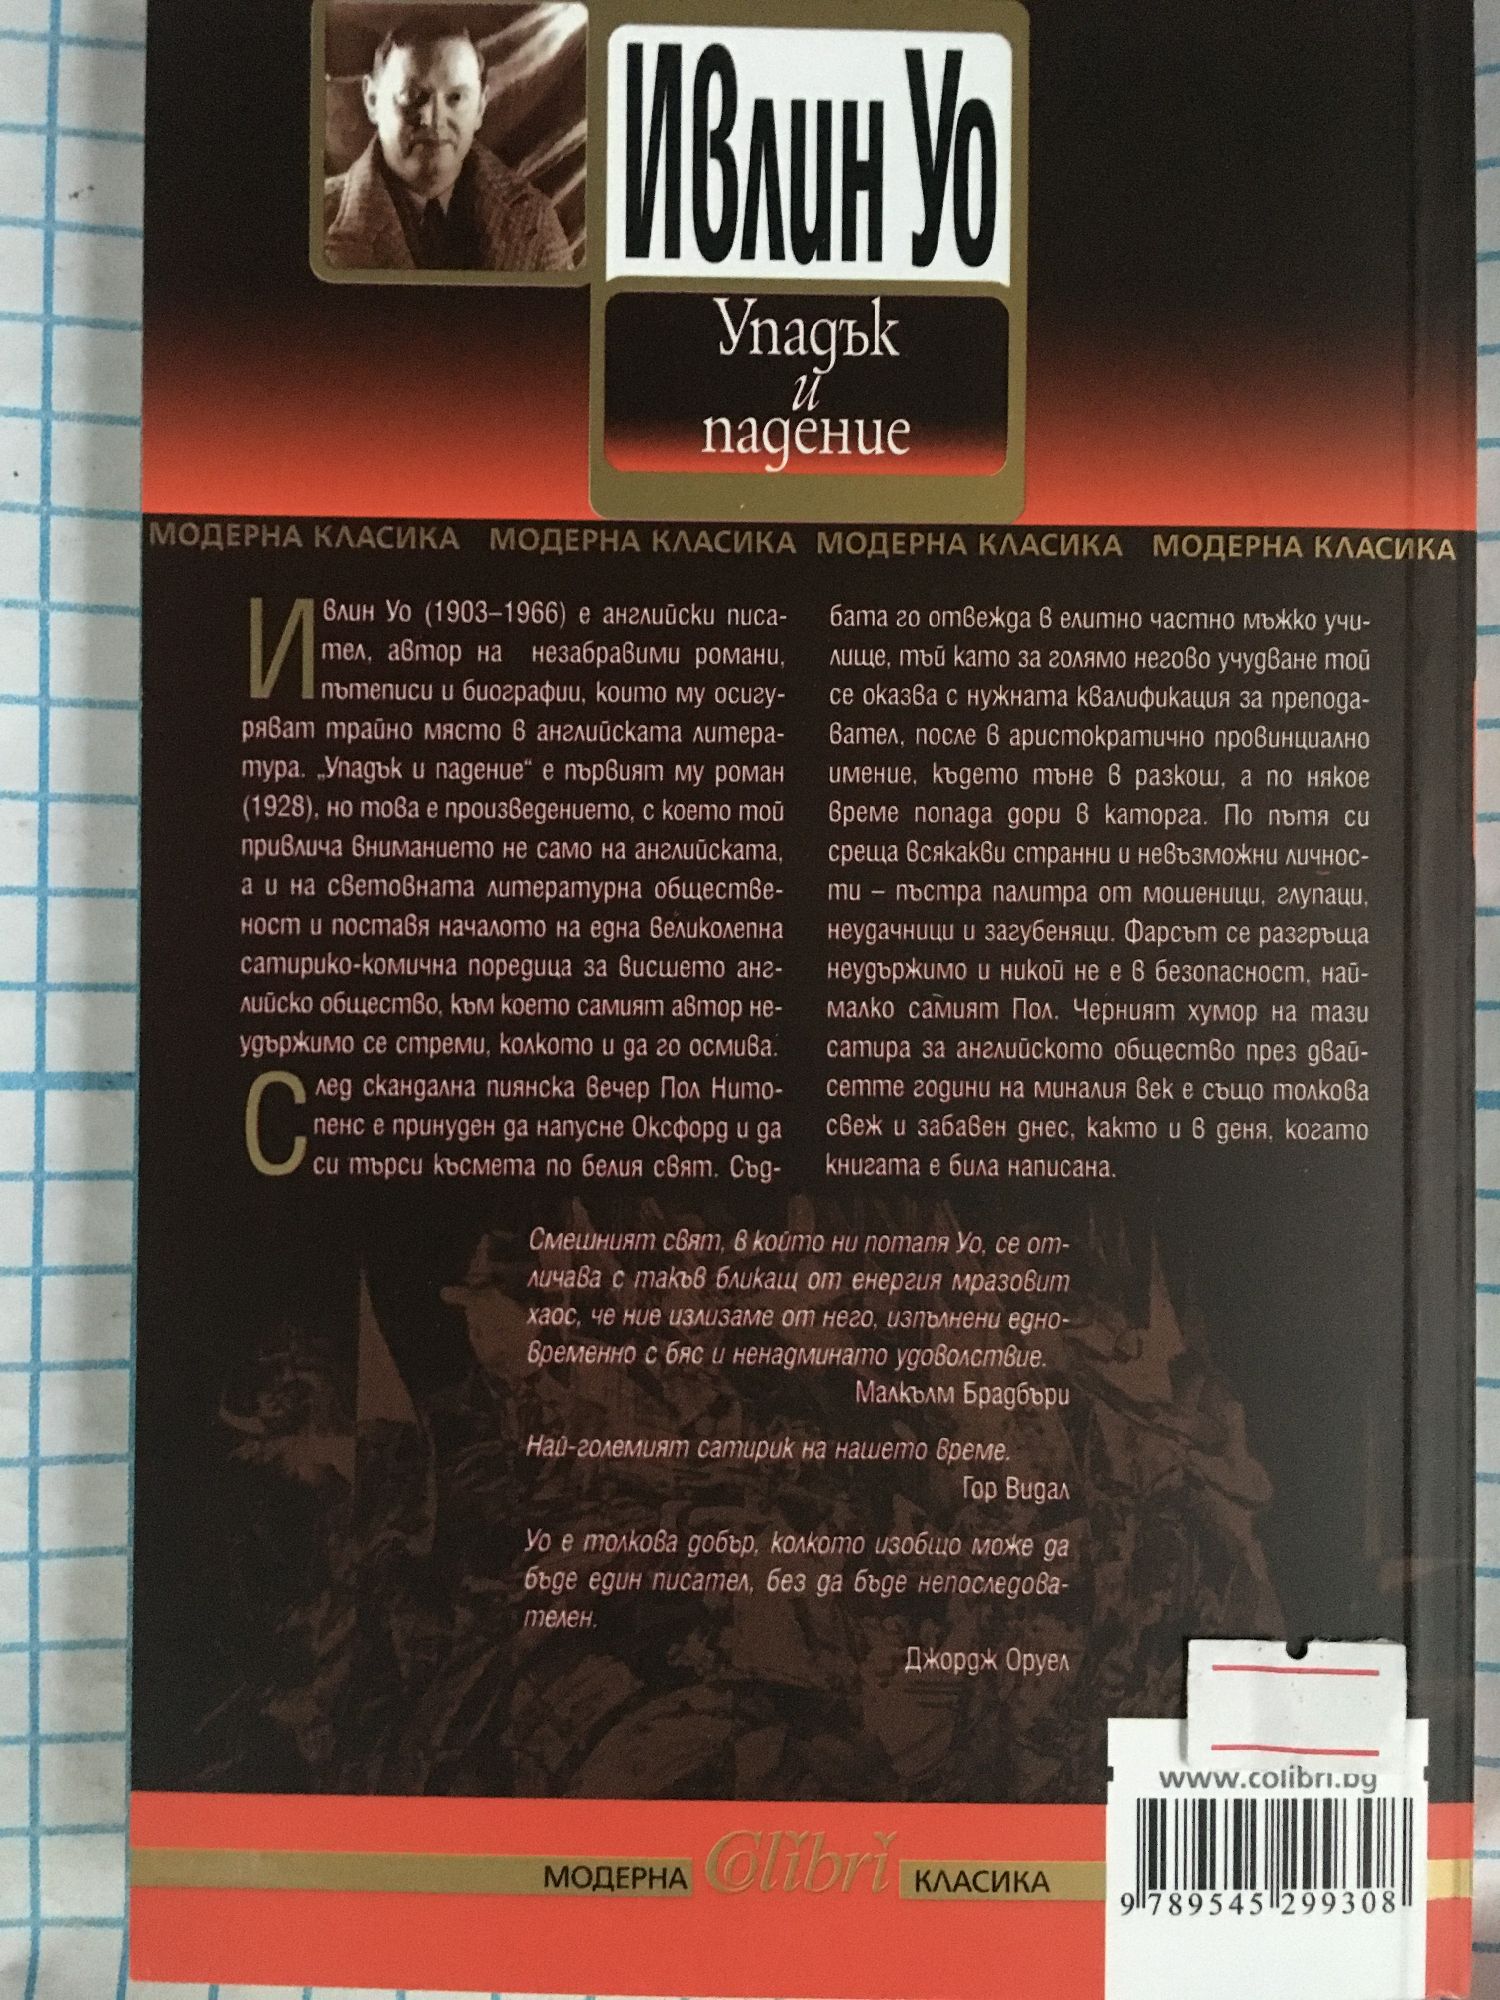 Ивлин Уо
Упадък
и
падение
МОДЕРНА КЛАСИКА МОДЕРНА КЛАСИКА МОДЕРНА КЛАСИКА МОДЕРНА КЛАСИКА
Ивлин Уо (1903–1966) е английски писа-
тел, автор на незабравими романи,
пътеписи и биографии, които му осигу-
ряват трайно място в английската литера-
тура. „Упадък и падение“ е първият му роман
(1928), но това е произведението, с което той
привлича вниманието не само на английската,
а и на световната литературна обществе-
ност и поставя началото на една великолепна
сатирико-комична поредица за висшето анг-
лийско общество, към което самият автор не-
удържимо се стреми, колкото и да го осмива.
След скандална пиянска вечер Пол Нито-
пенс е принуден да напусне Оксфорд и да
си търси късмета по белия свят. Съд-
бата го отвежда в елитно частно мъжко учи-
лище, тъй като за голямо негово учудване той
се оказва с нужната квалификация за препода-
вател, после в аристократично провинциално
имение, където тъне в разкош, а по някое
време попада дори в каторга. По пътя си
среща всякакви странни и невъзможни личнос-
ти – пъстра палитра от мошеници, глупаци,
неудачници и загубеняци. Фарсът се разгръща
неудържимо и никой не е в безопасност, най-
малко самият Пол. Черният хумор на тази
сатира за английското общество през двай-
сетте години на миналия век е също толкова
свеж и забавен днес, както и в деня, когато
книгата е била написана.
Смешният свят, в който ни потапя Уо, се от-
личава с такъв бликащ от енергия мразовит
хаос, че ние излизаме от него, изпълнени едно-
временно с бяс и ненадминато удоволствие.
Малкълм Брадбъри
Най-големият сатирик на нашето време.
Гор Видал
Уо е толкова добър, колкото изобщо може да
бъде един писател, без да бъде непоследова-
телен.
Джордж Оруел
www.colibri.bg
МОДЕРНА Colibri КЛАСИКА
9 789545 299308